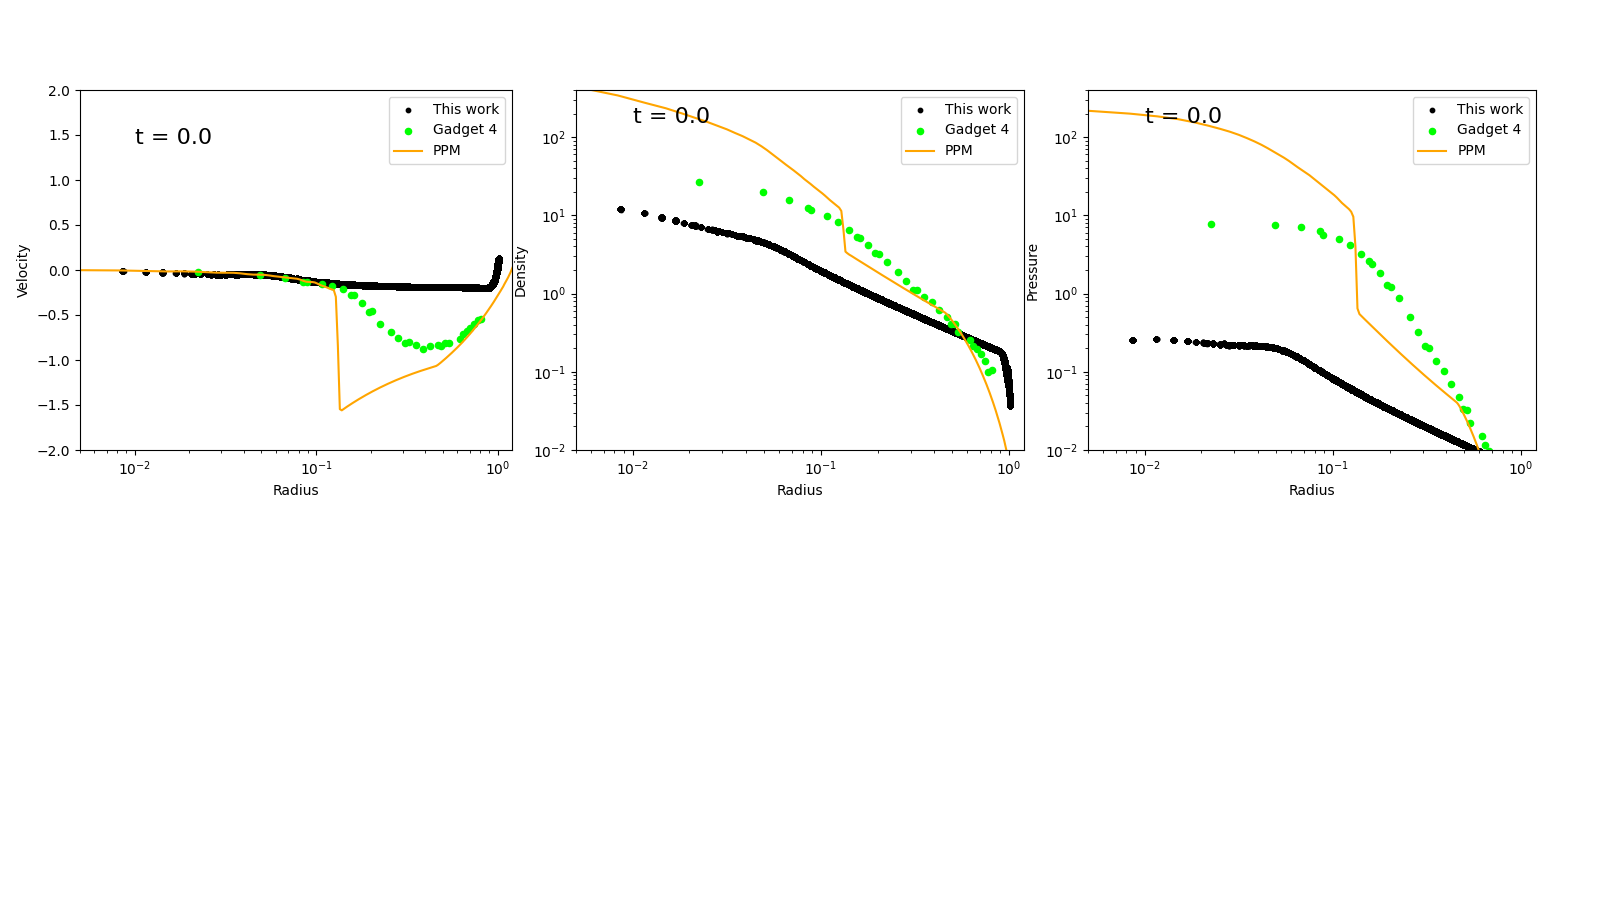 2.0
1.5
1.0
0.5
0.0
−0.5
−1.0
−1.5
−2.0
Velocity
t = 0.0
This work
Gadget 4
PPM
10⁻²
10⁻¹
10⁰
Radius
10²
10¹
10⁰
10⁻¹
10⁻²
Density
t = 0.0
This work
Gadget 4
PPM
10⁻²
10⁻¹
10⁰
Radius
10²
10¹
10⁰
10⁻¹
10⁻²
Pressure
t = 0.0
This work
Gadget 4
PPM
10⁻²
10⁻¹
10⁰
Radius